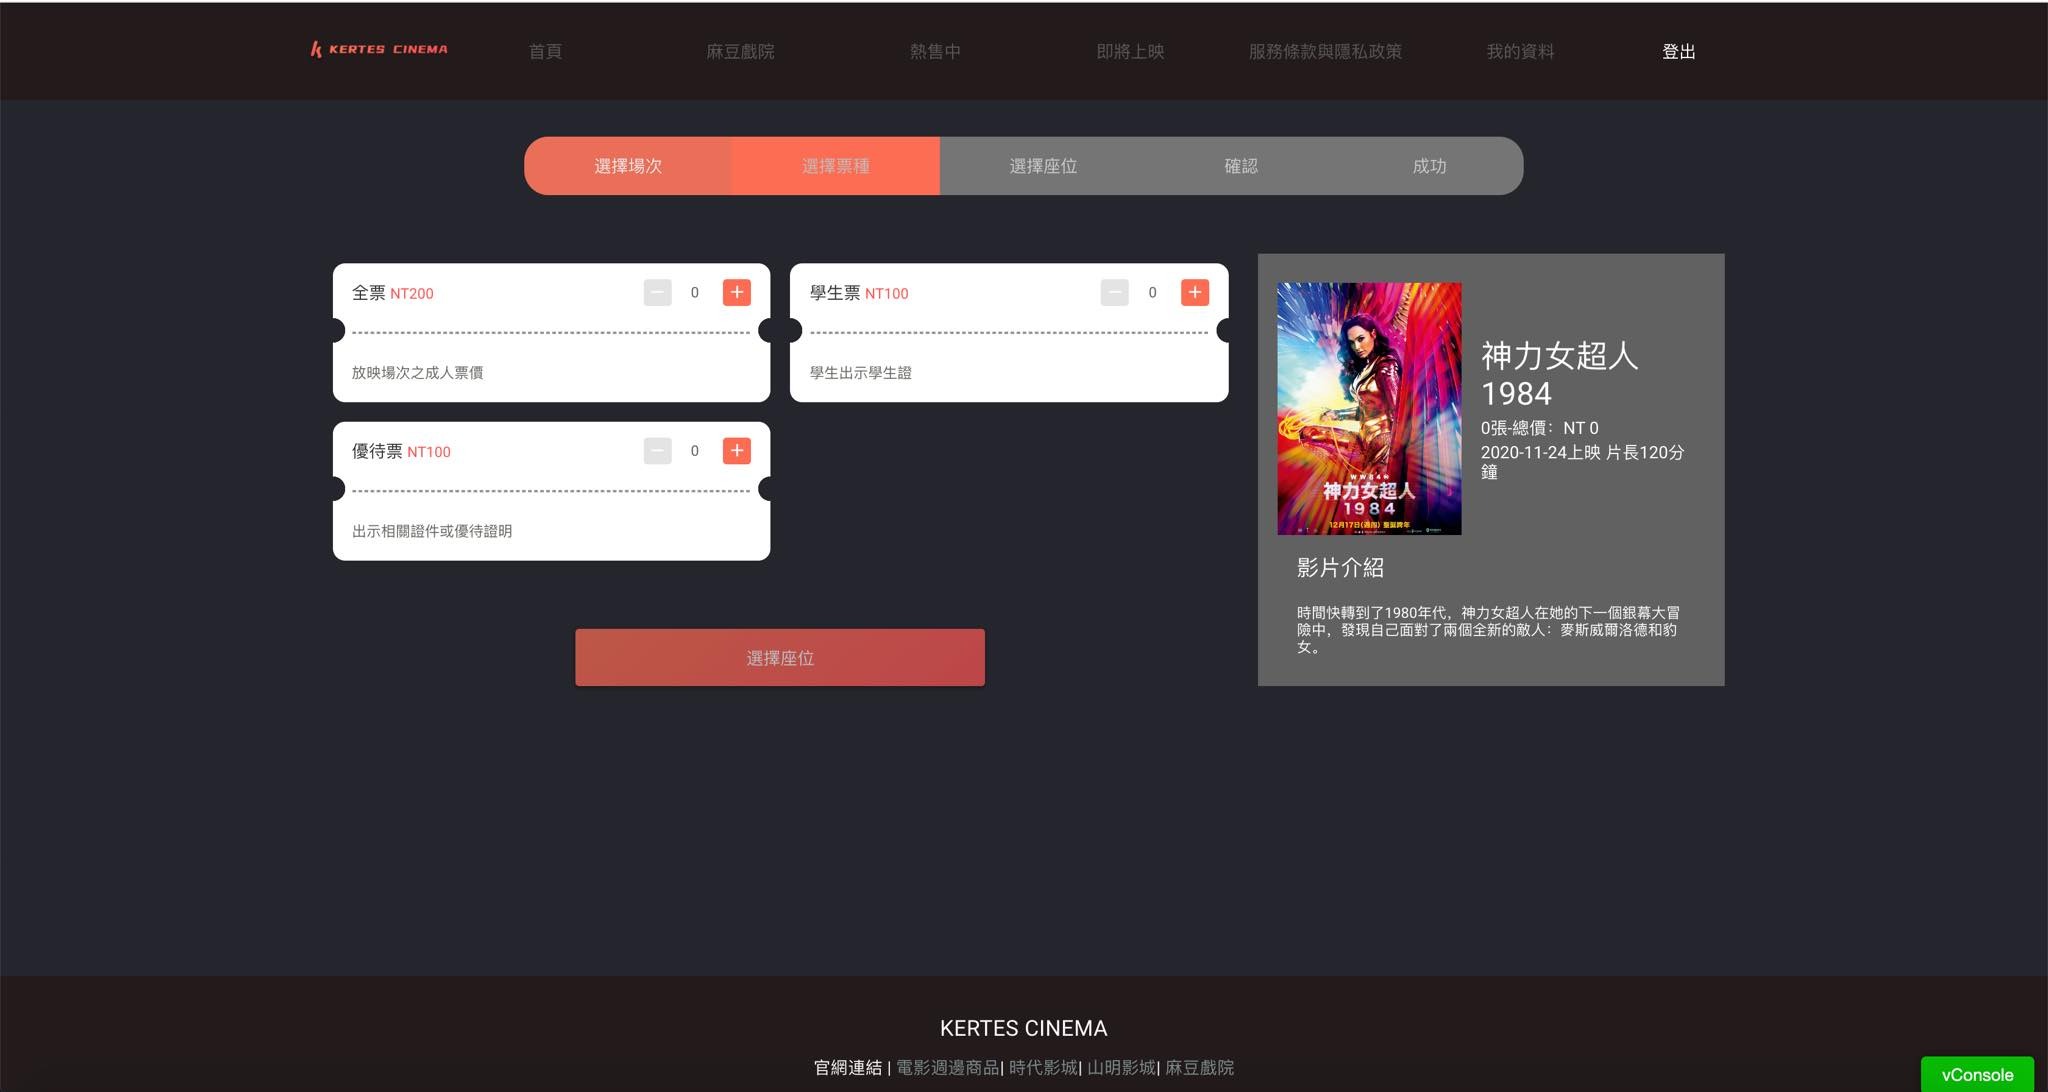 KERTES CINEMA
首頁
麻豆戲院
熱售中
即將上映
服務條款與隱私政策
我的資料
登出
選擇場次
選擇票種
選擇座位
確認
成功
全票 NT200
0
放映場次之成人票價
學生票 NT100
0
學生出示學生證
優待票 NT100
0
出示相關證件或優待證明
選擇座位
WW84
神力女超人
1984
12月17日(週四) 聖誕跨年
神力女超人
1984
0張-總價：NT 0
2020-11-24上映 片長120分
鐘
影片介紹
時間快轉到了1980年代，神力女超人在她的下一個銀幕大冒
險中，發現自己面對了兩個全新的敵人：麥斯威爾洛德和豹
女。
KERTES CINEMA
官網連結 | 電影週邊商品| 時代影城| 山明影城| 麻豆戲院
vConsole